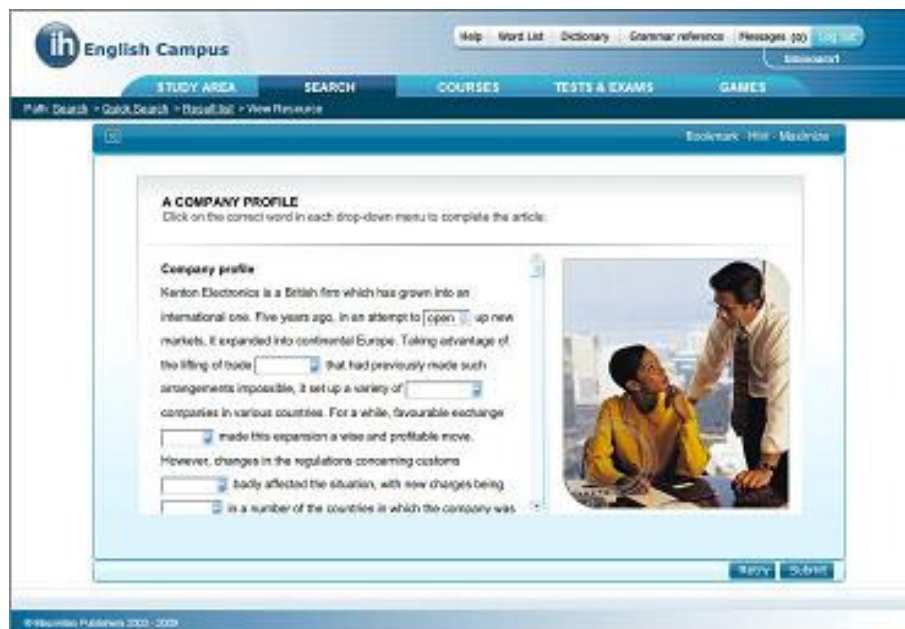 ih English Campus
Help Word List Dictionary Grammar reference Messages (0) Log out
STUDY AREA SEARCH COURSES TESTS & EXAMS GAMES
Path: Search > Quick Search > Result list > View Resource
Bookmark - Hint - Maximize
A COMPANY PROFILE
Click on the correct word in each drop-down menu to complete the article.
Company profile
Kenton Electronics is a British firm which has grown into an
international one. Five years ago, in an attempt to open up new
markets, it expanded into continental Europe. Taking advantage of
the lifting of trade that had previously made such
arrangements impossible, it set up a variety of
companies in various countries. For a while, favourable exchange
made this expansion a wise and profitable move.
However, changes in the regulations concerning customs
badly affected the situation, with new charges being
in a number of the countries in which the company was
Retry Submit
© Macmillan Publishers 2003 - 2009